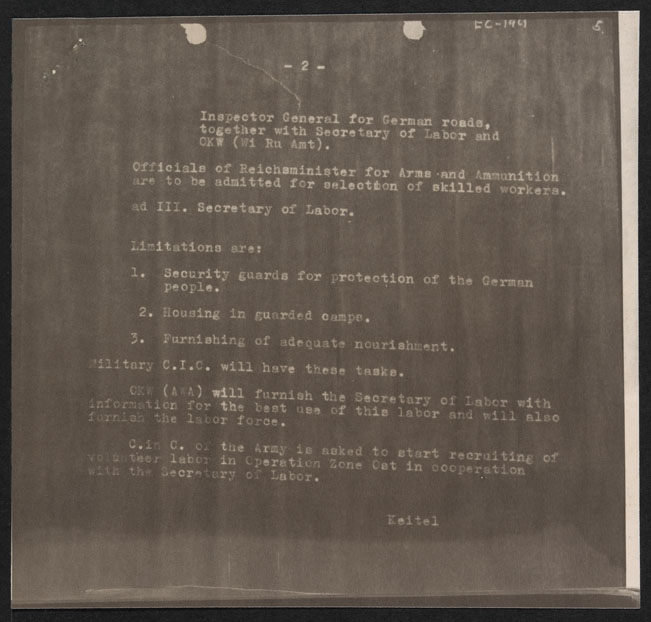 EC-194
5
- 2 -
Inspector General for German roads,
together with Secretary of Labor and
OKW (Wi Ru Amt).
Officials of Reichsminister for Arms and Ammunition
are to be admitted for selection of skilled workers.
ad III. Secretary of Labor.
Limitations are:
1. Security guards for protection of the German
people.
2. Housing in guarded camps.
3. Furnishing of adequate nourishment.
Military C.I.C. will have these tasks.
OKW (AWA) will furnish the Secretary of Labor with
information for the best use of this labor and will also
furnish the labor force.
C.in C. of the Army is asked to start recruiting of
volunteer labor in Operation Zone Ost in cooperation
with the Secretary of Labor.
Keitel